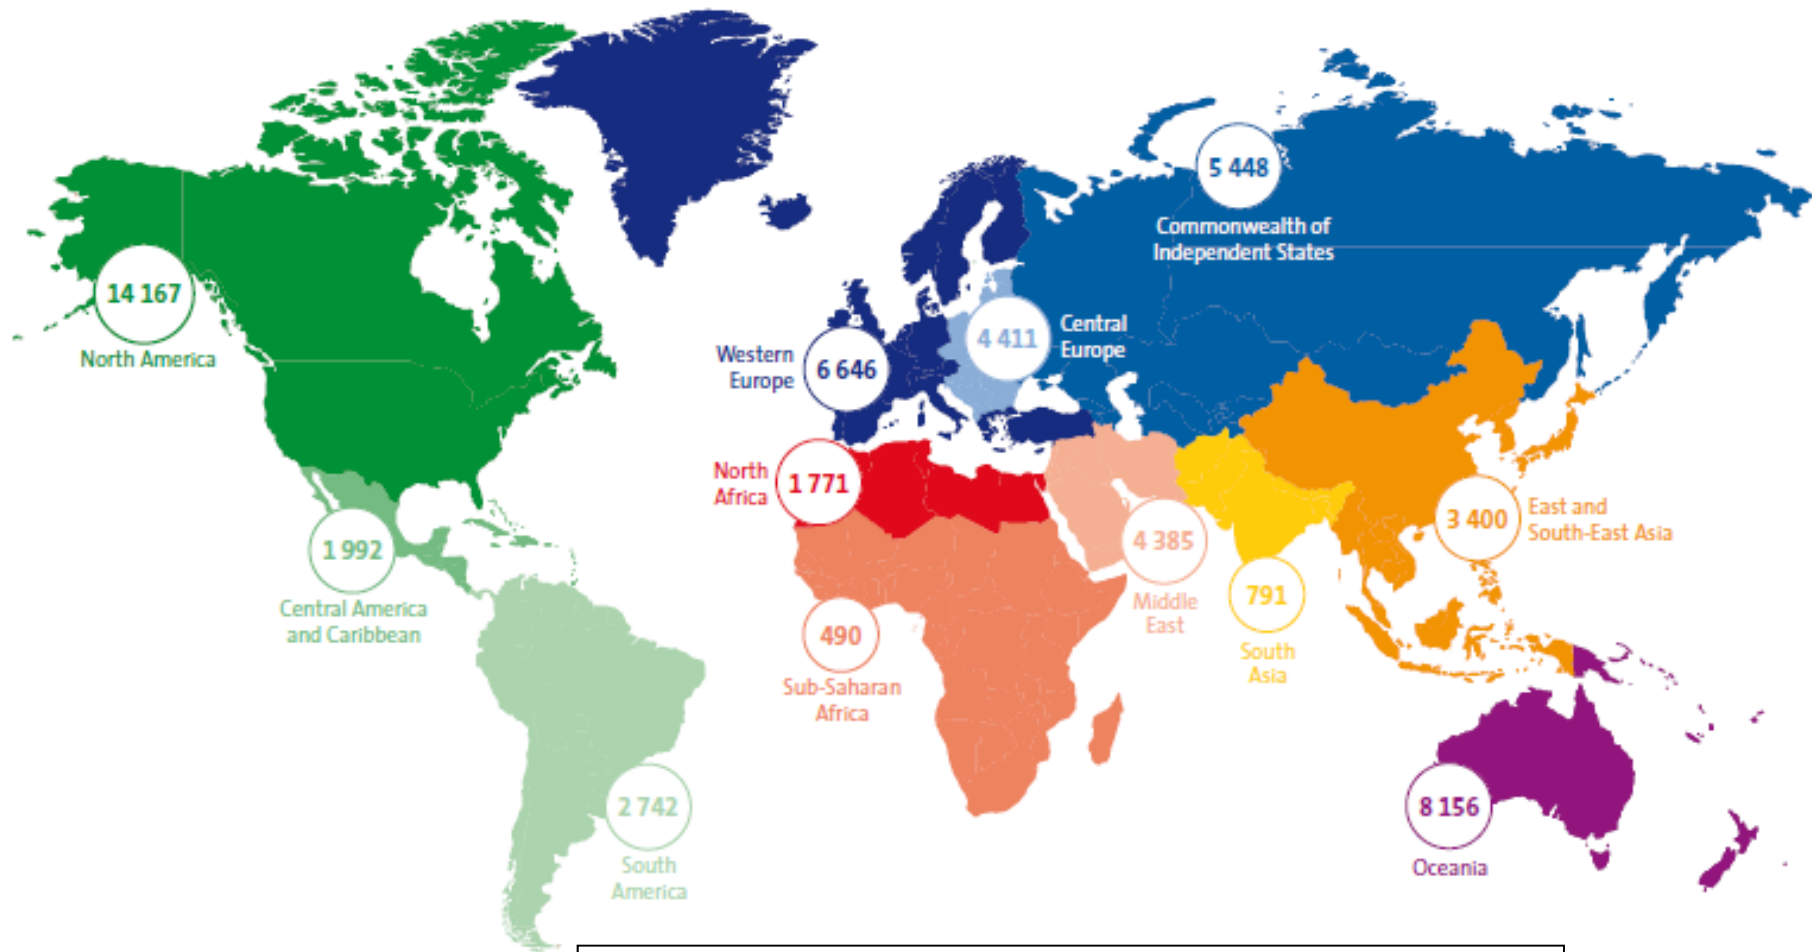 5 448
Commonwealth of
Independent States
14 167
North America
Western
Europe
6 646
4 411
Central
Europe
North
Africa
1 771
1 992
Central America
and Caribbean
490
Sub-Saharan
Africa
4 385
Middle
East
791
South
Asia
3 400
East and
South-East Asia
2 742
South
America
8 156
Oceania